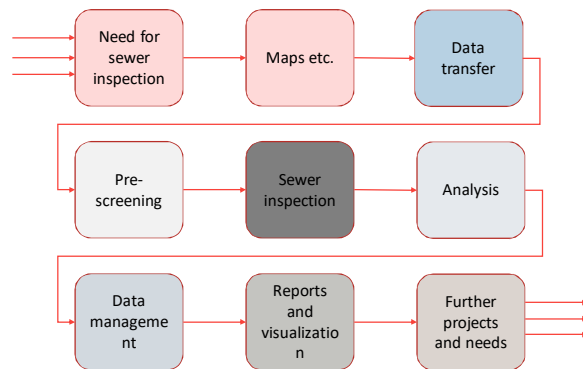 Need for
sewer
inspection
Maps etc.
Data
transfer
Pre-
screening
Sewer
inspection
Analysis
Data
manageme
nt
Reports
and
visualizatio
n
Further
projects
and needs